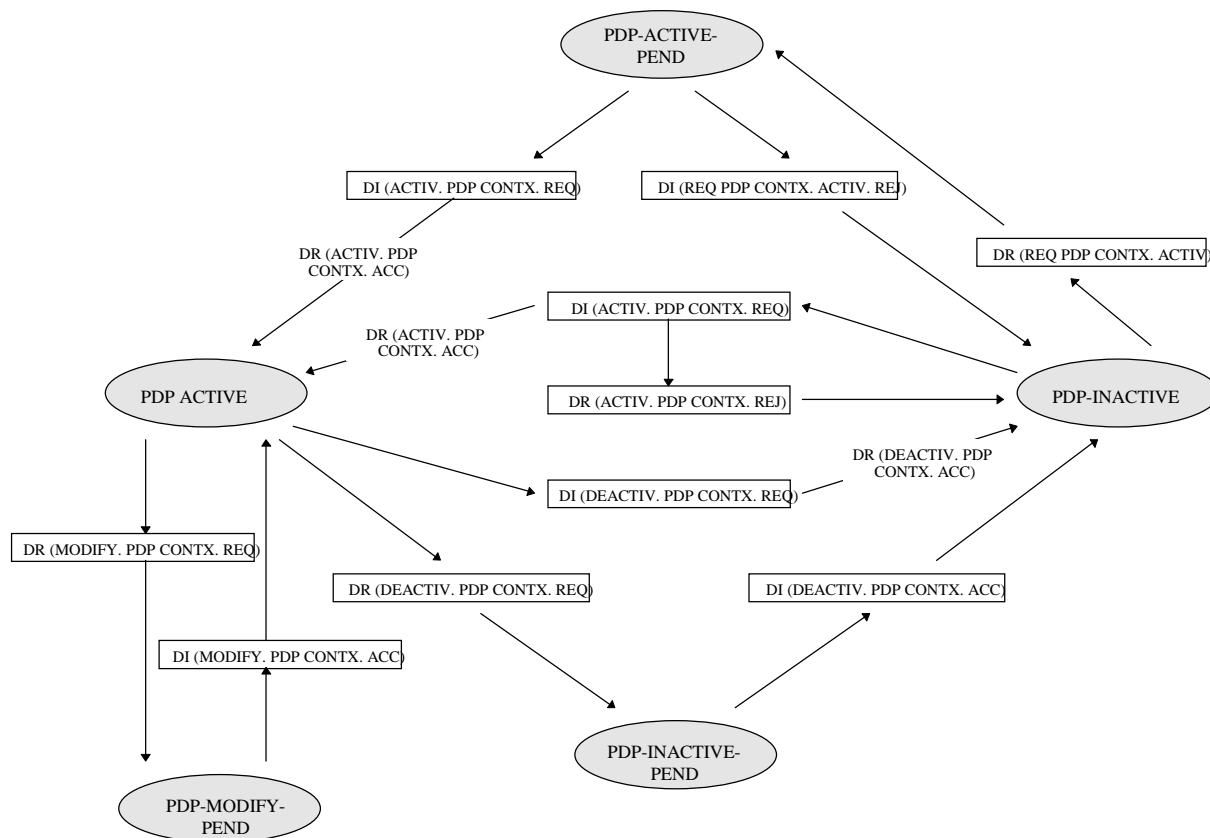 PDP-ACTIVE-
PEND
DI (ACTIV. PDP CONTX. REQ)
DI (REQ PDP CONTX. ACTIV. REJ)
DR (ACTIV. PDP
CONTX. ACC)
DR (REQ PDP CONTX. ACTIV)
DI (ACTIV. PDP CONTX. REQ)
DR (ACTIV. PDP
CONTX. ACC)
PDP ACTIVE
DR (ACTIV. PDP CONTX. REJ)
PDP-INACTIVE
DR (DEACTIV. PDP
CONTX. ACC)
DI (DEACTIV. PDP CONTX. REQ)
DR (MODIFY. PDP CONTX. REQ)
DR (DEACTIV. PDP CONTX. REQ)
DI (DEACTIV. PDP CONTX. ACC)
DI (MODIFY. PDP CONTX. ACC)
PDP-INACTIVE-
PEND
PDP-MODIFY-
PEND